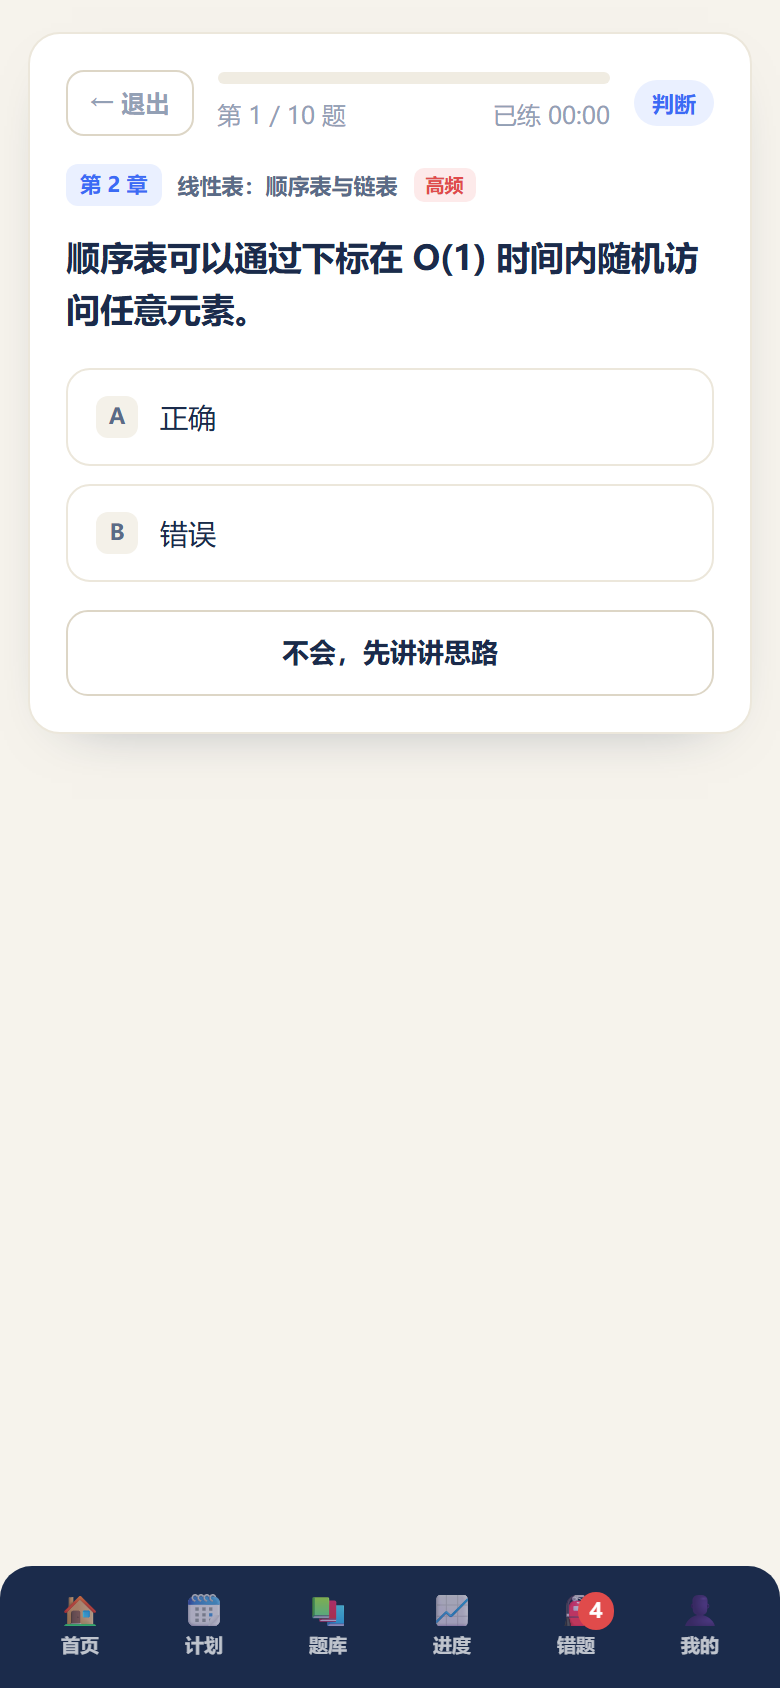 ← 退出
第 1 / 10 题
已练 00:00
判断
第 2 章
线性表：顺序表与链表
高频
顺序表可以通过下标在 O(1) 时间内随机访
问任意元素。
A 正确
B 错误
不会，先讲讲思路
首页
计划
题库
进度
4
错题
我的